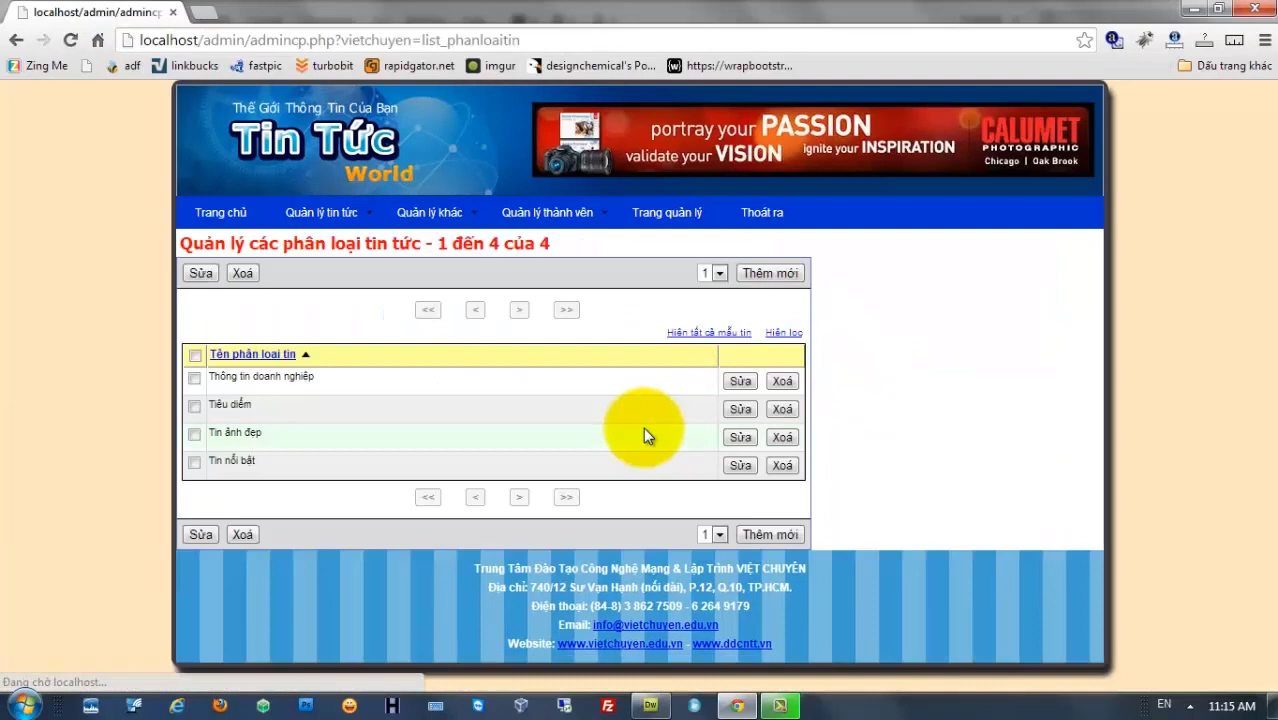 localhost/admin/admincp
localhost/admin/admincp.php?vietchuyen=list_phanloaitin
Zing Me adf linkbucks fastpic turbobit rapidgator.net imgur designchemical's Po... https://wrapbootstr... Dấu trang khác
Thế Giới Thông Tin Của Bạn
Tin Tức
World
portray your PASSION
validate your VISION ignite your INSPIRATION
CALUMET
PHOTOGRAPHIC
Chicago | Oak Brook
Trang chủ Quản lý tin tức Quản lý khác Quản lý thành vên Trang quản lý Thoát ra
Quản lý các phân loại tin tức - 1 đến 4 của 4
Sửa Xoá 1 Thêm mới
<< < > >>
Hiện tất cả mẫu tin Hiện lọc
Tên phân loại tin
Thông tin doanh nghiệp Sửa Xoá
Tiêu diểm Sửa Xoá
Tin ảnh đẹp Sửa Xoá
Tin nổi bật Sửa Xoá
<< < > >>
Sửa Xoá 1 Thêm mới
Trung Tâm Đào Tạo Công Nghệ Mạng & Lập Trình VIỆT CHUYÊN
Địa chỉ: 740/12 Sư Vạn Hạnh (nối dài), P.12, Q.10, TP.HCM.
Điện thoại: (84-8) 3 862 7509 - 6 264 9179
Email: info@vietchuyen.edu.vn
Website: www.vietchuyen.edu.vn - www.ddcntt.vn
Đang chờ localhost...
EN 11:15 AM